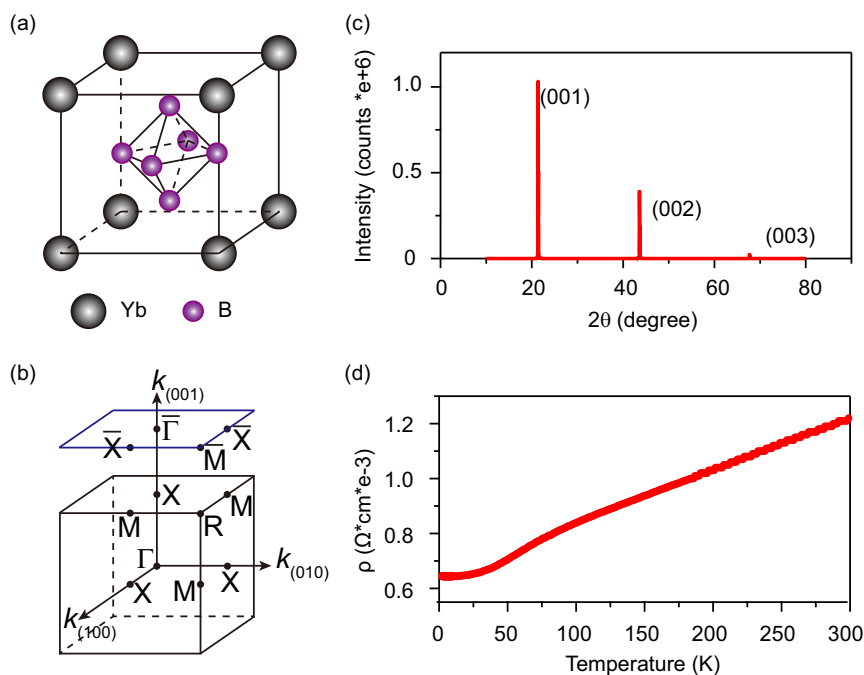 (a)
Yb
B
(b)
k(001)
Γ̅
X̅
X̅
M̅
X
M
M
R
Γ
k(010)
X
X
M
k(100)
(c)
Intensity (counts *e+6)
1.0
0.5
0
(001)
(002)
(003)
0
20
40
60
80
2θ (degree)
(d)
ρ (Ω*cm*e-3)
1.2
1.0
0.8
0.6
0
50
100
150
200
250
300
Temperature (K)